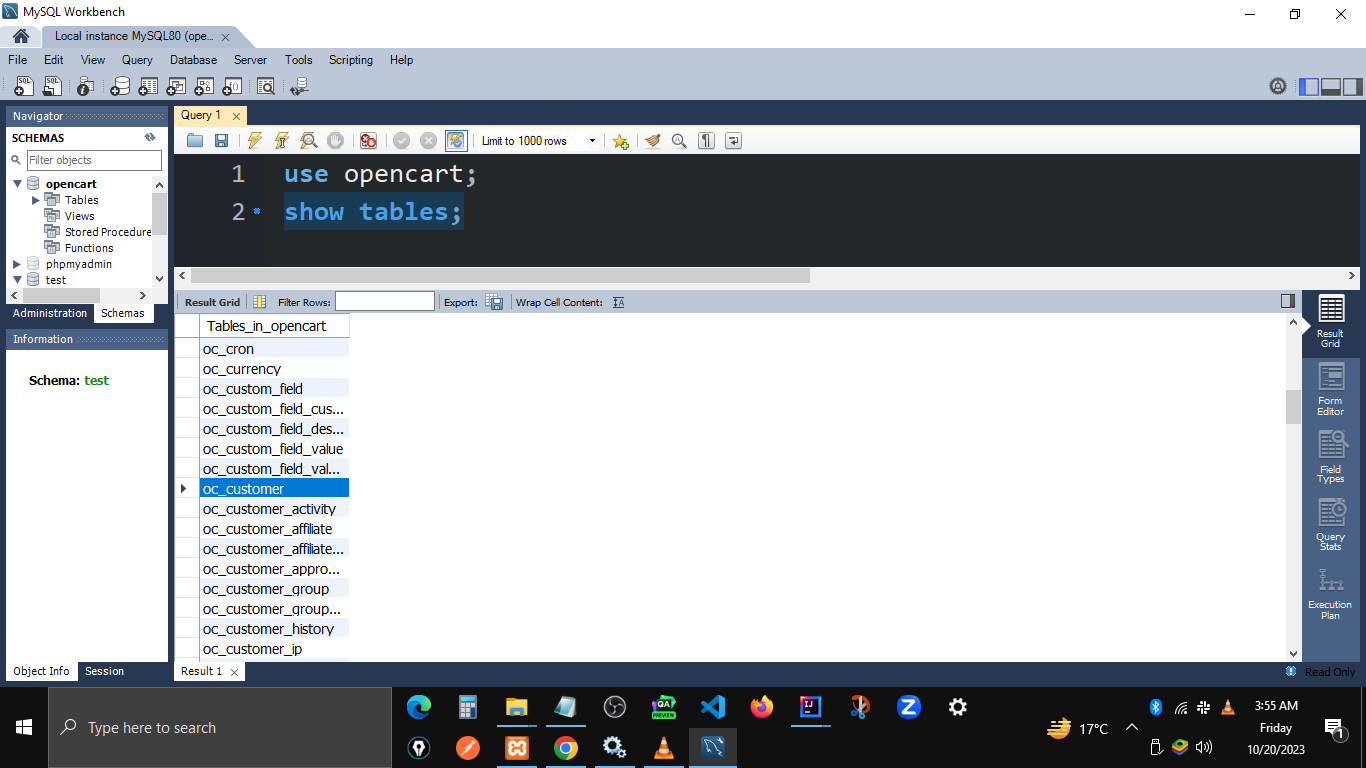 MySQL Workbench
Local instance MySQL80 (ope...
File Edit View Query Database Server Tools Scripting Help
Navigator
SCHEMAS
Filter objects
opencart
Tables
Views
Stored Procedure
Functions
phpmyadmin
test
Administration Schemas
Information
Schema: test
Object Info Session
Query 1
Limit to 1000 rows
1 use opencart;
2 show tables;
Result Grid Filter Rows: Export: Wrap Cell Content:
Tables_in_opencart
oc_cron
oc_currency
oc_custom_field
oc_custom_field_cus...
oc_custom_field_des...
oc_custom_field_value
oc_custom_field_val...
oc_customer
oc_customer_activity
oc_customer_affiliate
oc_customer_affiliate...
oc_customer_appro...
oc_customer_group
oc_customer_group...
oc_customer_history
oc_customer_ip
Result Grid
Form Editor
Field Types
Query Stats
Execution Plan
Result 1
Read Only
Type here to search
17°C
3:55 AM
Friday
10/20/2023
1